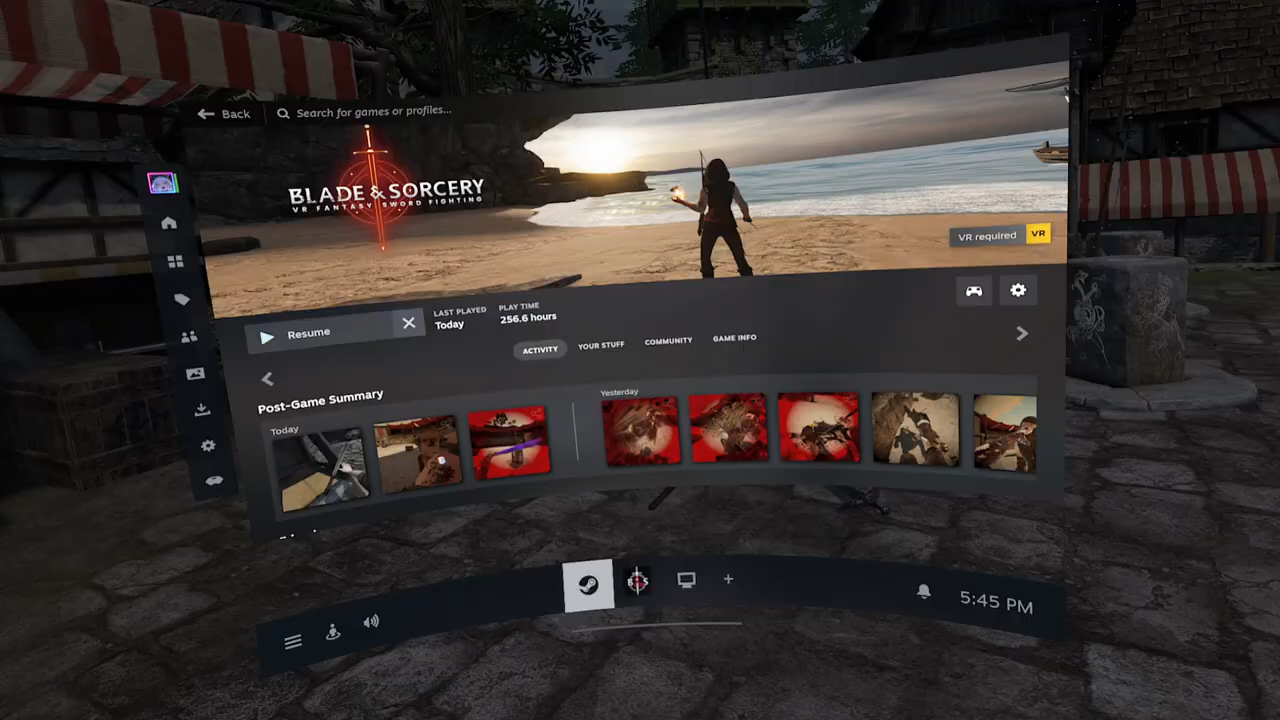 Back
Search for games or profiles...
BLADE & SORCERY
VR FANTASY SWORD FIGHTING
VR required VR
Resume
LAST PLAYED
Today
PLAY TIME
256.6 hours
ACTIVITY
YOUR STUFF
COMMUNITY
GAME INFO
Post-Game Summary
Today
Yesterday
B S
5:45 PM